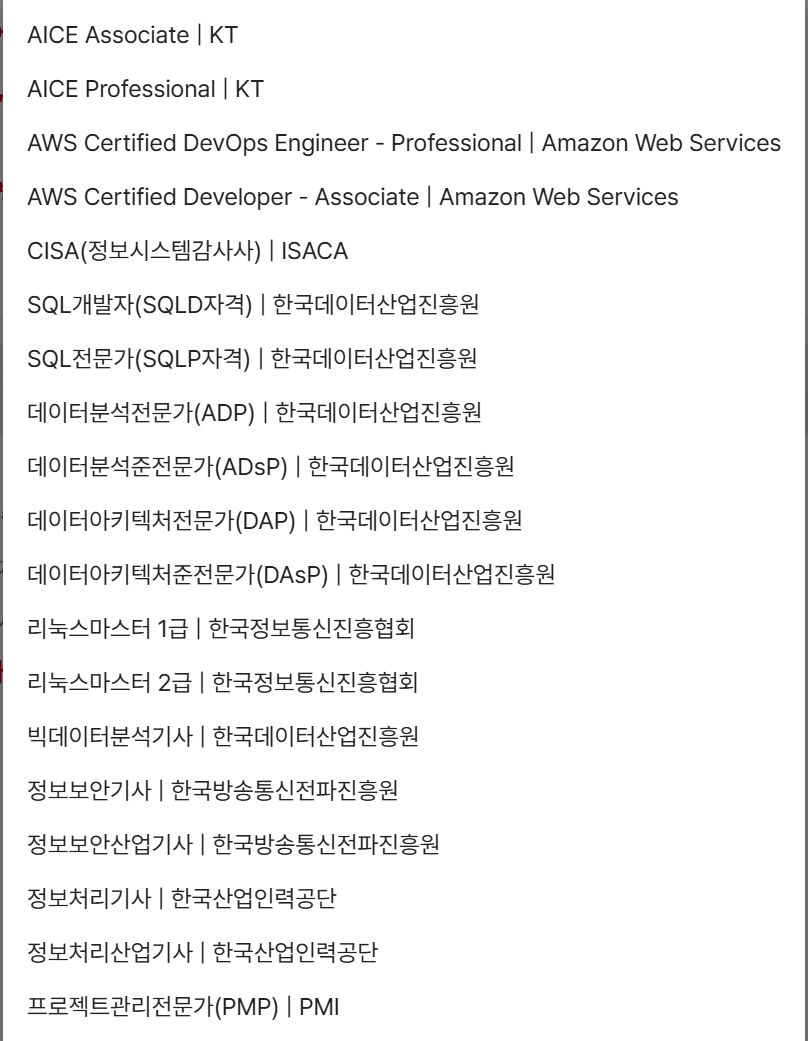 AICE Associate | KT
AICE Professional | KT
AWS Certified DevOps Engineer - Professional | Amazon Web Services
AWS Certified Developer - Associate | Amazon Web Services
CISA(정보시스템감사사) | ISACA
SQL개발자(SQLD자격) | 한국데이터산업진흥원
SQL전문가(SQLP자격) | 한국데이터산업진흥원
데이터분석전문가(ADP) | 한국데이터산업진흥원
데이터분석준전문가(ADsP) | 한국데이터산업진흥원
데이터아키텍처전문가(DAP) | 한국데이터산업진흥원
데이터아키텍처준전문가(DAsP) | 한국데이터산업진흥원
리눅스마스터 1급 | 한국정보통신진흥협회
리눅스마스터 2급 | 한국정보통신진흥협회
빅데이터분석기사 | 한국데이터산업진흥원
정보보안기사 | 한국방송통신전파진흥원
정보보안산업기사 | 한국방송통신전파진흥원
정보처리기사 | 한국산업인력공단
정보처리산업기사 | 한국산업인력공단
프로젝트관리전문가(PMP) | PMI